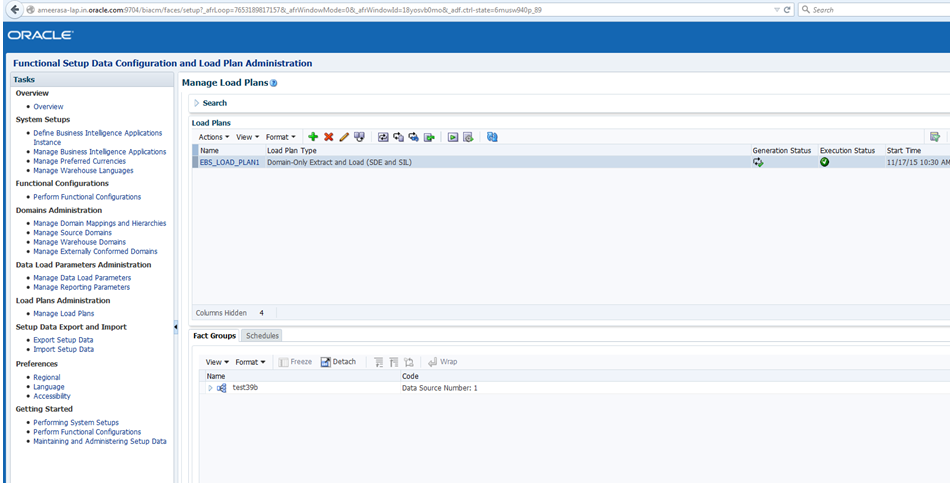 ameerasa-lap.in.oracle.com:9704/biacm/faces/setup?_afrLoop=7653189817157&_afrWindowMode=0&_afrWindowId=18yosvb0mo&_adf.ctrl-state=6musw940p_89
Search
ORACLE
Functional Setup Data Configuration and Load Plan Administration
Tasks
Overview
Overview
System Setups
Define Business Intelligence Applications
Instance
Manage Business Intelligence Applications
Manage Preferred Currencies
Manage Warehouse Languages
Functional Configurations
Perform Functional Configurations
Domains Administration
Manage Domain Mappings and Hierarchies
Manage Source Domains
Manage Warehouse Domains
Manage Externally Conformed Domains
Data Load Parameters Administration
Manage Data Load Parameters
Manage Reporting Parameters
Load Plans Administration
Manage Load Plans
Setup Data Export and Import
Export Setup Data
Import Setup Data
Preferences
Regional
Language
Accessibility
Getting Started
Performing System Setups
Perform Functional Configurations
Maintaining and Administering Setup Data
Manage Load Plans
Search
Load Plans
Actions View Format
Name Load Plan Type Generation Status Execution Status Start Time
EBS_LOAD_PLAN1 Domain-Only Extract and Load (SDE and SIL) 11/17/15 10:30 AM
Columns Hidden 4
Fact Groups Schedules
View Format Freeze Detach Wrap
Name Code
test39b Data Source Number: 1